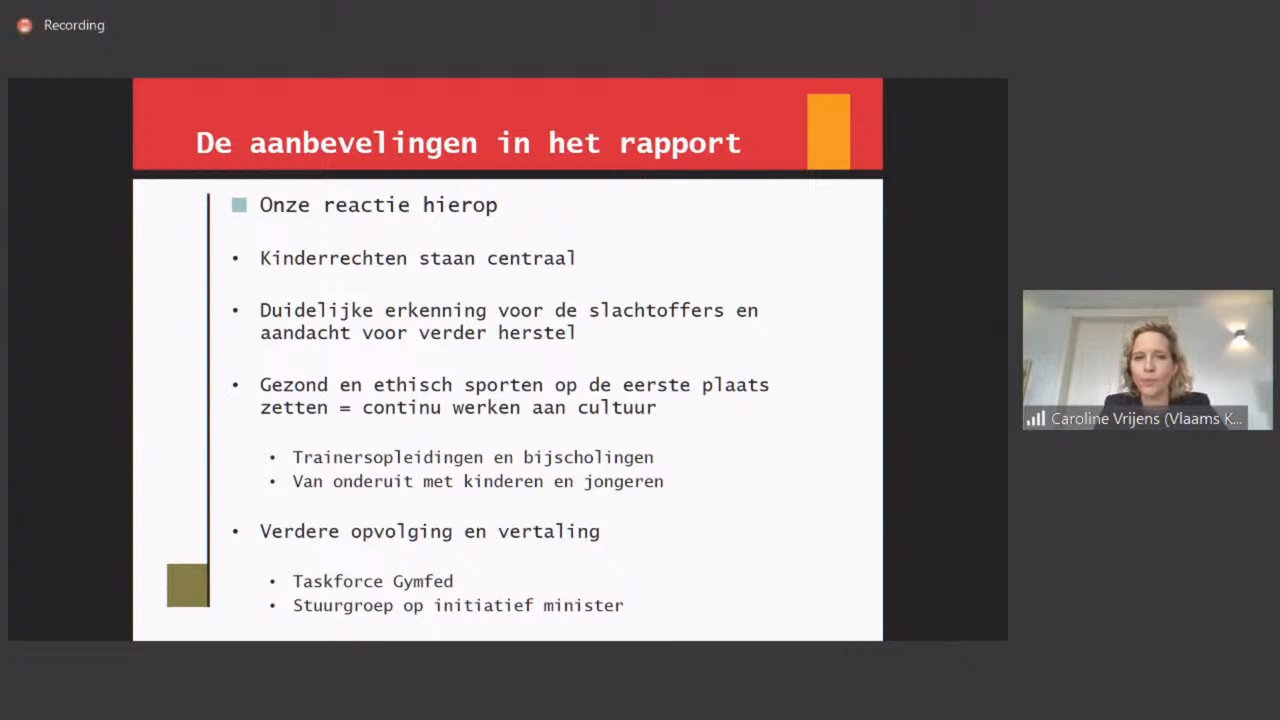 Recording
De aanbevelingen in het rapport
Onze reactie hierop
• Kinderrechten staan centraal
• Duidelijke erkenning voor de slachtoffers en
aandacht voor verder herstel
• Gezond en ethisch sporten op de eerste plaats
zetten = continu werken aan cultuur
• Trainersopleidingen en bijscholingen
• Van onderuit met kinderen en jongeren
• Verdere opvolging en vertaling
• Taskforce Gymfed
• Stuurgroep op initiatief minister
Caroline Vrijens (Vlaams K...